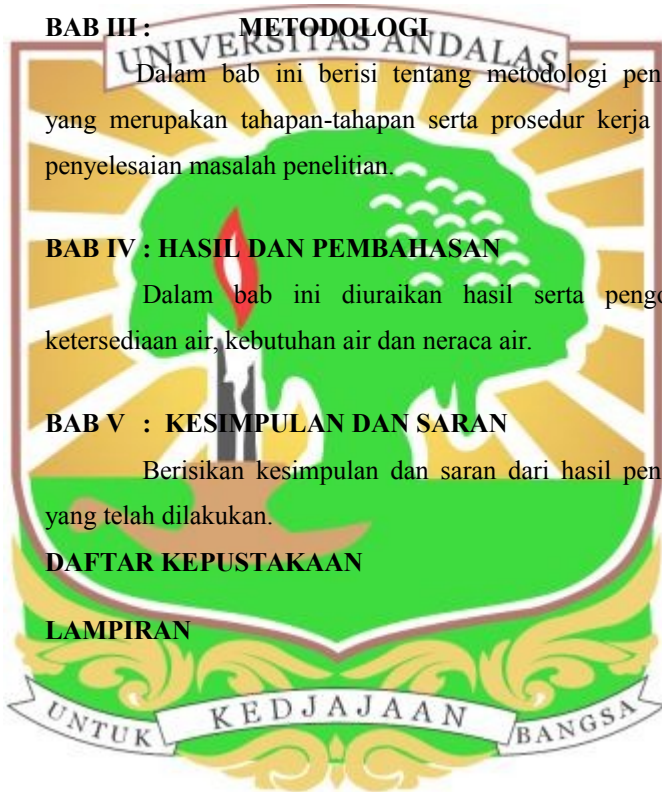 BAB III : METODOLOGI
UNIVERSITAS ANDALAS
Dalam bab ini berisi tentang metodologi pen
yang merupakan tahapan-tahapan serta prosedur kerja
penyelesaian masalah penelitian.
BAB IV : HASIL DAN PEMBAHASAN
Dalam bab ini diuraikan hasil serta pengo
ketersediaan air, kebutuhan air dan neraca air.
BAB V : KESIMPULAN DAN SARAN
Berisikan kesimpulan dan saran dari hasil pen
yang telah dilakukan.
DAFTAR KEPUSTAKAAN
LAMPIRAN
UNTUK KEDJAJAAN BANGSA